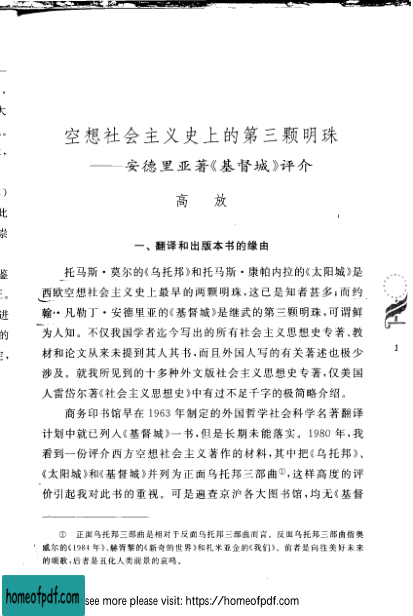 空想社会主义史上的第三颗明珠
——安德里亚著《基督城》评介
高 放
一、翻译和出版本书的缘由
托马斯·莫尔的《乌托邦》和托马斯·康帕内拉的《太阳城》是
西欧空想社会主义史上最早的两颗明珠,这已是知者甚多;而约
翰·凡勒丁·安德里亚的《基督城》是继武的第三颗明珠,可谓鲜
为人知。不仅我国学者迄今写出的所有社会主义思想史专著、教
材和论文从来未提到其人其书,而且外国人写的有关著述也极少
涉及。就我所见到的十多种外文版社会主义思想史专著,仅美国
人雷岱尔著《社会主义思想史》中有过不足千字的极简略介绍。
商务印书馆早在1963年制定的外国哲学社会科学名著翻译
计划中就已列入《基督城》一书,但是长期未能落实。1980年,我
看到一份评介西方空想社会主义著作的材料,其中把《乌托邦》、
《太阳城》和《基督城》并列为正面乌托邦三部曲①,这样高度的评
价引起我对此书的重视。可是遍查京沪各大图书馆,均无《基督
① 正面乌托邦三部曲是相对于反面乌托邦三部曲而言。反面乌托邦三部曲指奥
威尔的《1984年》、赫胥黎的《新奇的世界》和扎米亚金的《我们》。前者是向往美好未来
的颂歌,后者是丑化人类前景的哀鸣。
1
大
此
崇
鉴
进
的
homeofpdf.com
see more please visit: https://homeofpdf.com